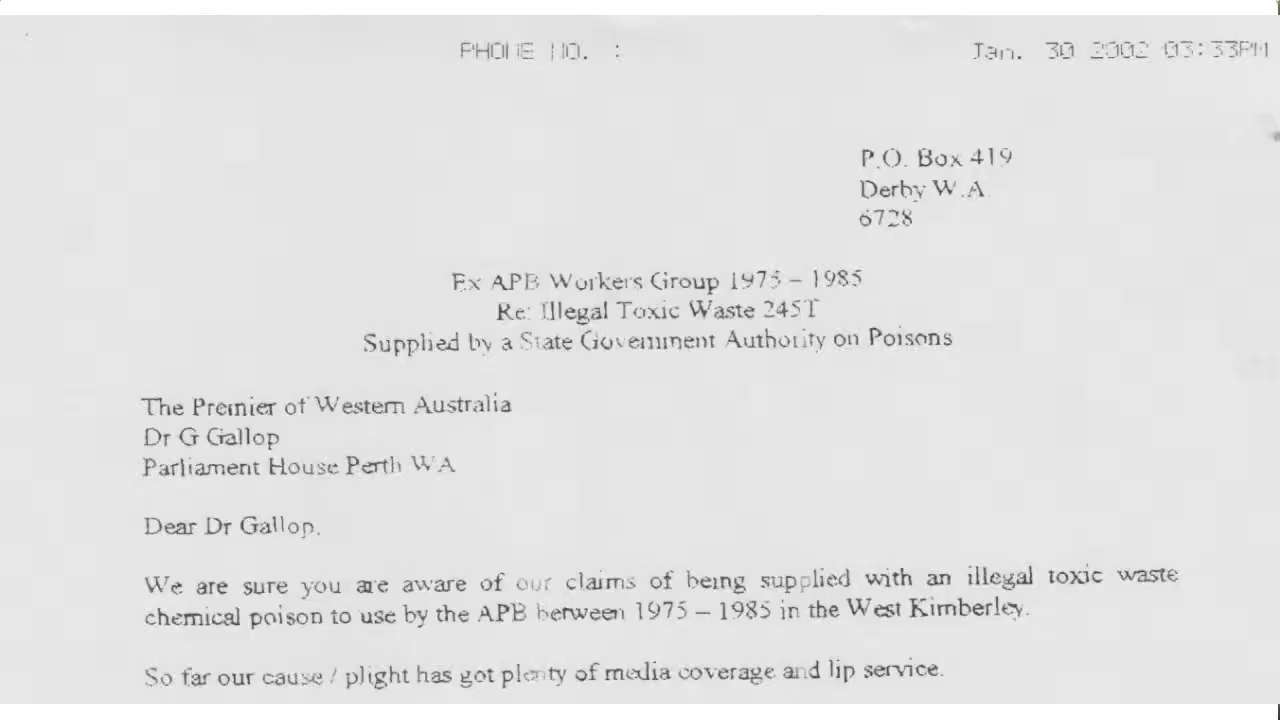 PHONE NO. : Jan. 30 2002 03:33PM
P.O. Box 419
Derby W.A.
6728
Ex APB Workers Group 1975 – 1985
Re: Illegal Toxic Waste 245T
Supplied by a State Government Authority on Poisons
The Premier of Western Australia
Dr G Gallop
Parliament House Perth WA
Dear Dr Gallop,
We are sure you are aware of our claims of being supplied with an illegal toxic waste
chemical poison to use by the APB between 1975 – 1985 in the West Kimberley.
So far our cause / plight has got plenty of media coverage and lip service.